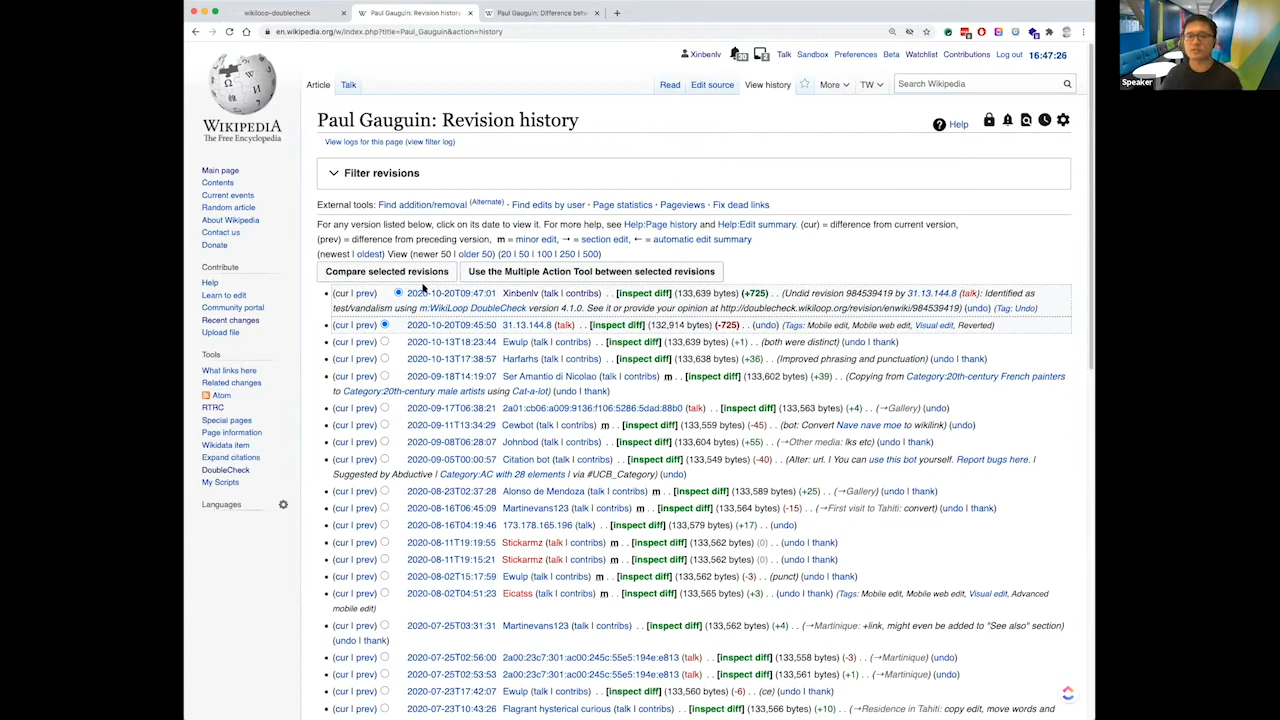 wikiloop-doublecheck
Paul Gauguin: Revision history
Paul Gauguin: Difference betw
en.wikipedia.org/w/index.php?title=Paul_Gauguin&action=history
Xinbenlv 2 Talk Sandbox Preferences Beta Watchlist Contributions Log out 16:47:26
Article Talk Read Edit source View history More TW Search Wikipedia
WIKIPEDIA
The Free Encyclopedia
Main page
Contents
Current events
Random article
About Wikipedia
Contact us
Donate
Contribute
Help
Learn to edit
Community portal
Recent changes
Upload file
Tools
What links here
Related changes
Atom
RTRC
Special pages
Page information
Wikidata item
Expand citations
DoubleCheck
My Scripts
Languages
Paul Gauguin: Revision history
Help
View logs for this page (view filter log)
Filter revisions
External tools: Find addition/removal (Alternate) · Find edits by user · Page statistics · Pageviews · Fix dead links
For any version listed below, click on its date to view it. For more help, see Help:Page history and Help:Edit summary. (cur) = difference from current version,
(prev) = difference from preceding version, m = minor edit, → = section edit, ← = automatic edit summary
(newest | oldest) View (newer 50 | older 50) (20 | 50 | 100 | 250 | 500)
Compare selected revisions Use the Multiple Action Tool between selected revisions
(cur | prev) 2020-10-20T09:47:01 Xinbenlv (talk | contribs) . . [inspect diff] (133,639 bytes) (+725) . . (Undid revision 984539419 by 31.13.144.8 (talk): Identified as
test/vandalism using m:WikiLoop DoubleCheck version 4.1.0. See it or provide your opinion at http://doublecheck.wikiloop.org/revision/enwiki/984539419) (undo) (Tag: Undo)
(cur | prev) 2020-10-20T09:45:50 31.13.144.8 (talk) . . [inspect diff] (132,914 bytes) (-725) . . (undo) (Tags: Mobile edit, Mobile web edit, Visual edit, Reverted)
(cur | prev) 2020-10-13T18:23:44 Ewulp (talk | contribs) . . [inspect diff] (133,639 bytes) (+1) . . (both were distinct) (undo | thank)
(cur | prev) 2020-10-13T17:38:57 Harfarhs (talk | contribs) . . [inspect diff] (133,638 bytes) (+36) . . (Improved phrasing and punctuation) (undo | thank)
(cur | prev) 2020-09-18T14:19:07 Ser Amantio di Nicolao (talk | contribs) m . . [inspect diff] (133,602 bytes) (+39) . . (Copying from Category:20th-century French painters
to Category:20th-century male artists using Cat-a-lot) (undo | thank)
(cur | prev) 2020-09-17T06:38:21 2a01:cb06:a009:9136:f106:5286:5dad:88b0 (talk) . . [inspect diff] (133,563 bytes) (+4) . . (→Gallery) (undo)
(cur | prev) 2020-09-11T13:34:29 Cewbot (talk | contribs) m . . [inspect diff] (133,559 bytes) (-45) . . (bot: Convert Nave nave moe to wikilink) (undo)
(cur | prev) 2020-09-08T06:28:07 Johnbod (talk | contribs) . . [inspect diff] (133,604 bytes) (+55) . . (→Other media: lks etc) (undo | thank)
(cur | prev) 2020-09-05T00:00:57 Citation bot (talk | contribs) . . [inspect diff] (133,549 bytes) (-40) . . (Alter: url. | You can use this bot yourself. Report bugs here. |
Suggested by Abductive | Category:AC with 28 elements | via #UCB_Category) (undo)
(cur | prev) 2020-08-23T02:37:28 Alonso de Mendoza (talk | contribs) m . . [inspect diff] (133,589 bytes) (+25) . . (→Gallery) (undo | thank)
(cur | prev) 2020-08-16T06:45:09 Martinevans123 (talk | contribs) m . . [inspect diff] (133,564 bytes) (-15) . . (→First visit to Tahiti: convert) (undo | thank)
(cur | prev) 2020-08-16T04:19:46 173.178.165.196 (talk) . . [inspect diff] (133,579 bytes) (+17) . . (undo)
(cur | prev) 2020-08-11T19:19:55 Stickarmz (talk | contribs) m . . [inspect diff] (133,562 bytes) (0) . . (undo | thank)
(cur | prev) 2020-08-11T19:15:21 Stickarmz (talk | contribs) m . . [inspect diff] (133,562 bytes) (0) . . (undo | thank)
(cur | prev) 2020-08-02T15:17:59 Ewulp (talk | contribs) m . . [inspect diff] (133,562 bytes) (-3) . . (punct) (undo | thank)
(cur | prev) 2020-08-02T04:51:23 Eicatss (talk | contribs) m . . [inspect diff] (133,565 bytes) (+3) . . (undo | thank) (Tags: Mobile edit, Mobile web edit, Visual edit, Advanced
mobile edit)
(cur | prev) 2020-07-25T03:31:31 Martinevans123 (talk | contribs) . . [inspect diff] (133,562 bytes) (+4) . . (→Martinique: +link, might even be added to "See also" section)
(undo | thank)
(cur | prev) 2020-07-25T02:56:00 2a00:23c7:301:ac00:245c:55e5:194e:e813 (talk) . . [inspect diff] (133,558 bytes) (-3) . . (→Martinique) (undo)
(cur | prev) 2020-07-25T02:53:53 2a00:23c7:301:ac00:245c:55e5:194e:e813 (talk) . . [inspect diff] (133,561 bytes) (+1) . . (→Martinique) (undo)
(cur | prev) 2020-07-23T17:42:07 Ewulp (talk | contribs) . . [inspect diff] (133,560 bytes) (-6) . . (ce) (undo | thank)
(cur | prev) 2020-07-23T10:43:26 Flagrant hysterical curious (talk | contribs) . . [inspect diff] (133,566 bytes) (+10) . . (→Residence in Tahiti: copy edit, move words and
Speaker